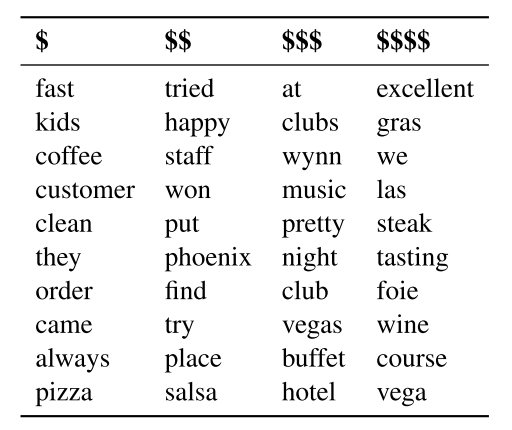 $ $$ $$$ $$$$
fast tried at excellent
kids happy clubs gras
coffee staff wynn we
customer won music las
clean put pretty steak
they phoenix night tasting
order find club foie
came try vegas wine
always place buffet course
pizza salsa hotel vega